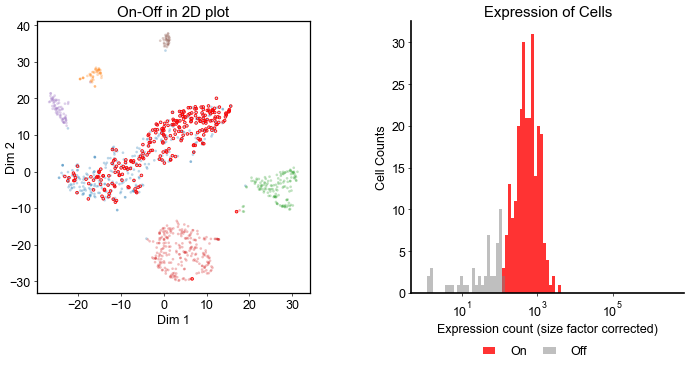 On-Off in 2D plot
Expression of Cells
40
30
20
10
0
−10
−20
−30
Dim 2
−20 −10 0 10 20 30
Dim 1
30
25
20
15
10
5
0
Cell Counts
10^1 10^3 10^5
Expression count (size factor corrected)
On Off